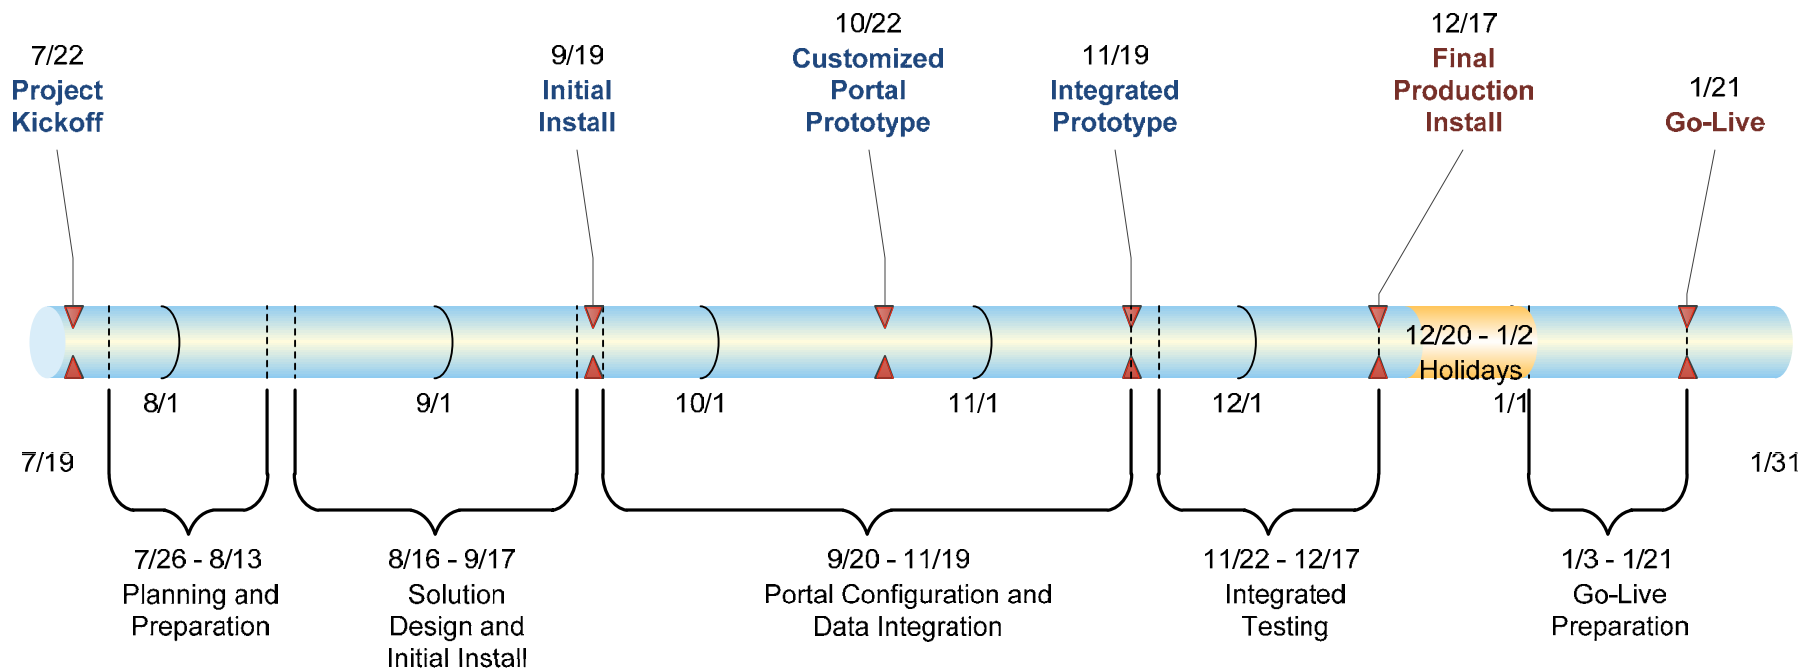 7/22
Project
Kickoff
9/19
Initial
Install
10/22
Customized
Portal
Prototype
11/19
Integrated
Prototype
12/17
Final
Production
Install
1/21
Go-Live
12/20 - 1/2
Holidays
8/1
9/1
10/1
11/1
12/1
1/1
7/19
1/31
7/26 - 8/13
Planning and
Preparation
8/16 - 9/17
Solution
Design and
Initial Install
9/20 - 11/19
Portal Configuration and
Data Integration
11/22 - 12/17
Integrated
Testing
1/3 - 1/21
Go-Live
Preparation